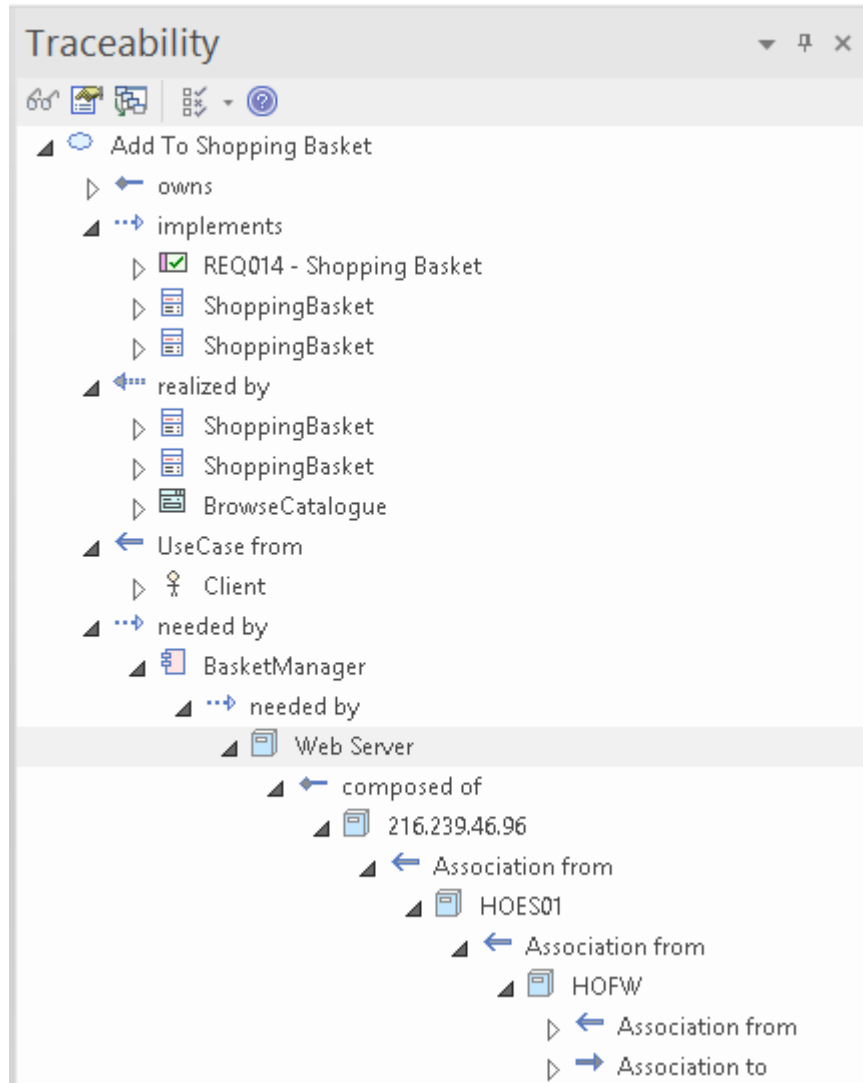 Traceability
Add To Shopping Basket
owns
implements
REQ014 - Shopping Basket
ShoppingBasket
ShoppingBasket
realized by
ShoppingBasket
ShoppingBasket
BrowseCatalogue
UseCase from
Client
needed by
BasketManager
needed by
Web Server
composed of
216.239.46.96
Association from
HOES01
Association from
HOFW
Association from
Association to